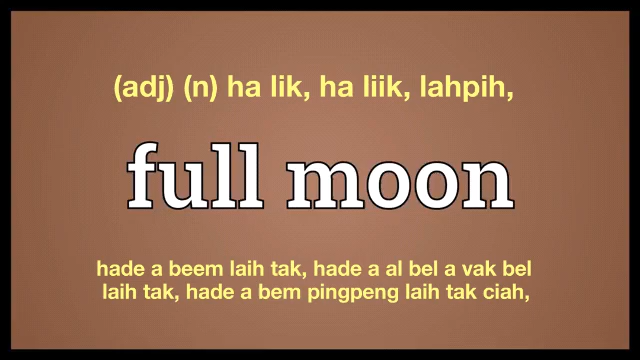 (adj) (n) ha lik, ha liik, lahpih,
full moon
hade a beem laih tak, hade a al bel a vak bel
laih tak, hade a bem pingpeng laih tak ciah,